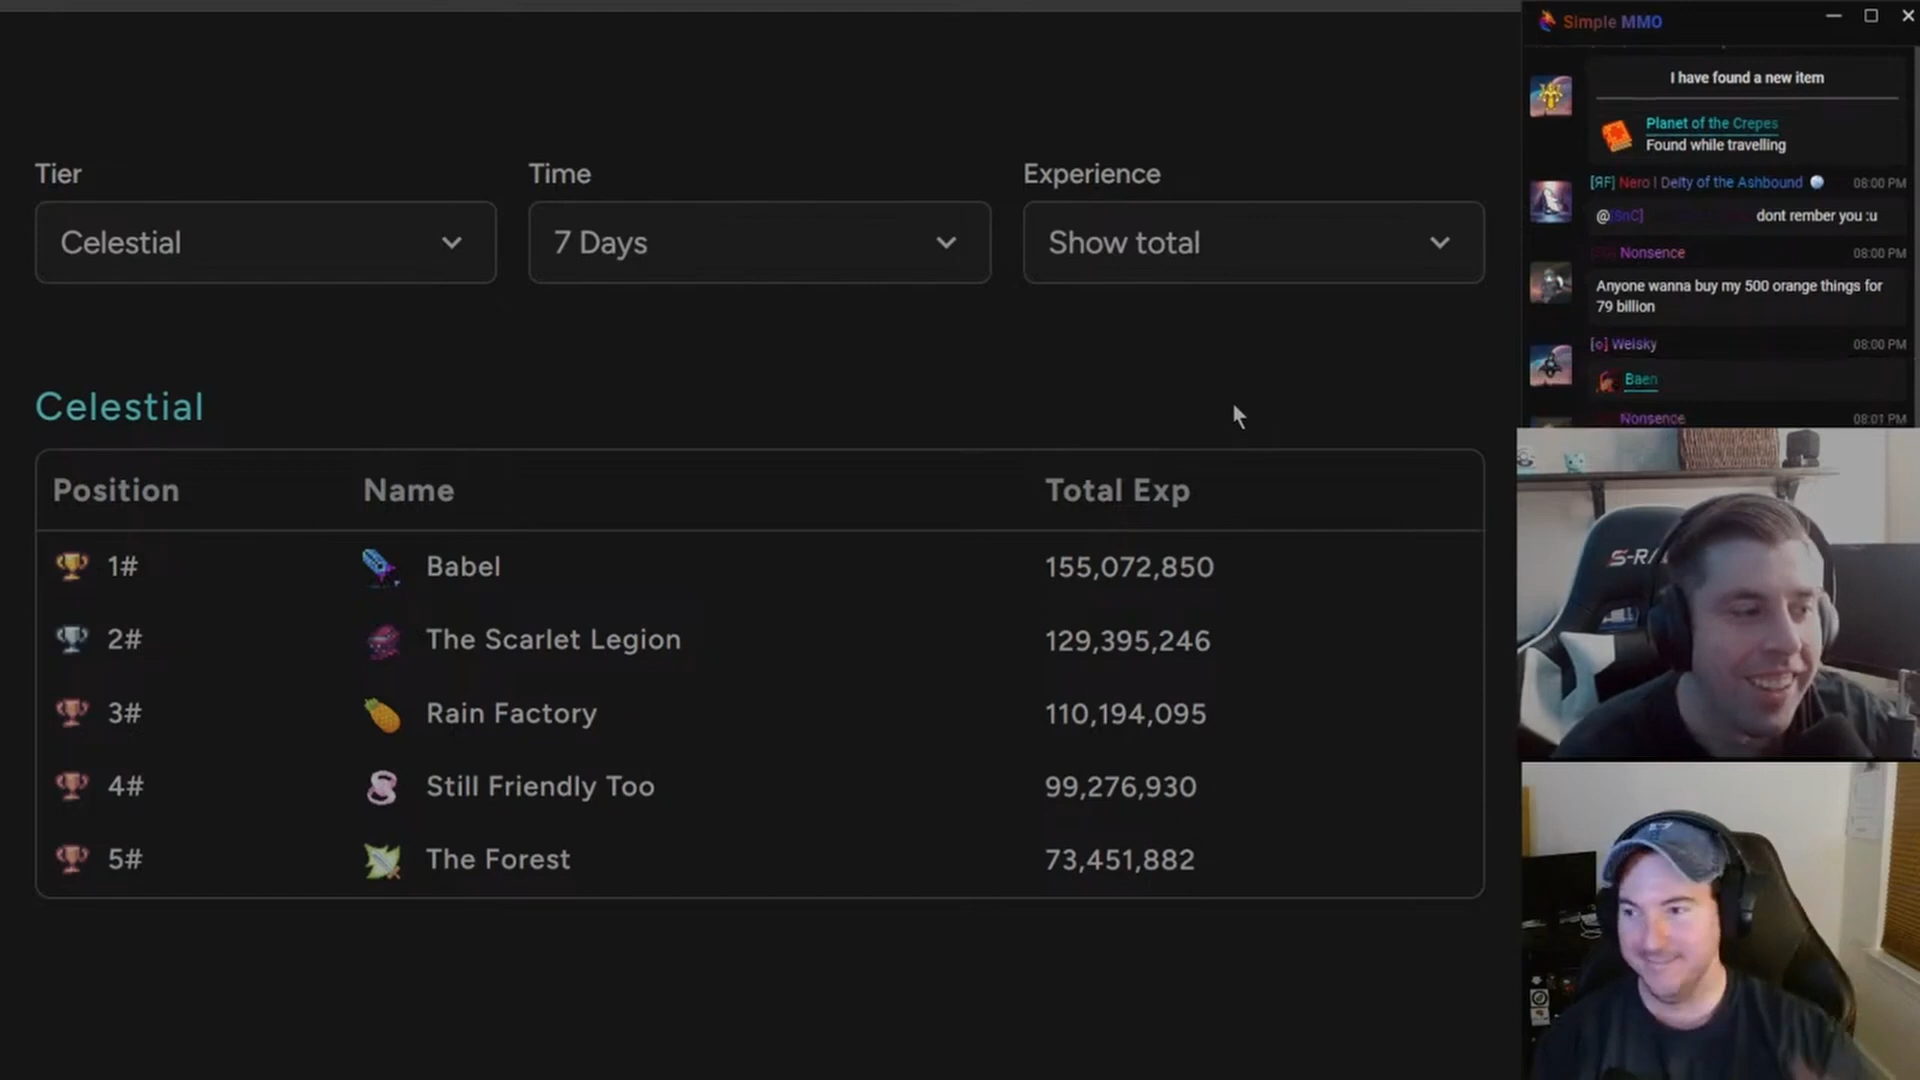 Tier
Time
Experience
Celestial
7 Days
Show total
Celestial
Position Name Total Exp
1# Babel 155,072,850
2# The Scarlet Legion 129,395,246
3# Rain Factory 110,194,095
4# Still Friendly Too 99,276,930
5# The Forest 73,451,882
Simple MMO
I have found a new item
Planet of the Crepes
Found while travelling
[ЯF] Nero | Deity of the Ashbound 08:00 PM
@[SnC] dont rember you :u
Nonsence 08:00 PM
Anyone wanna buy my 500 orange things for
79 billion
[o] Welsky 08:00 PM
Baen
Nonsence 08:01 PM
S-RA